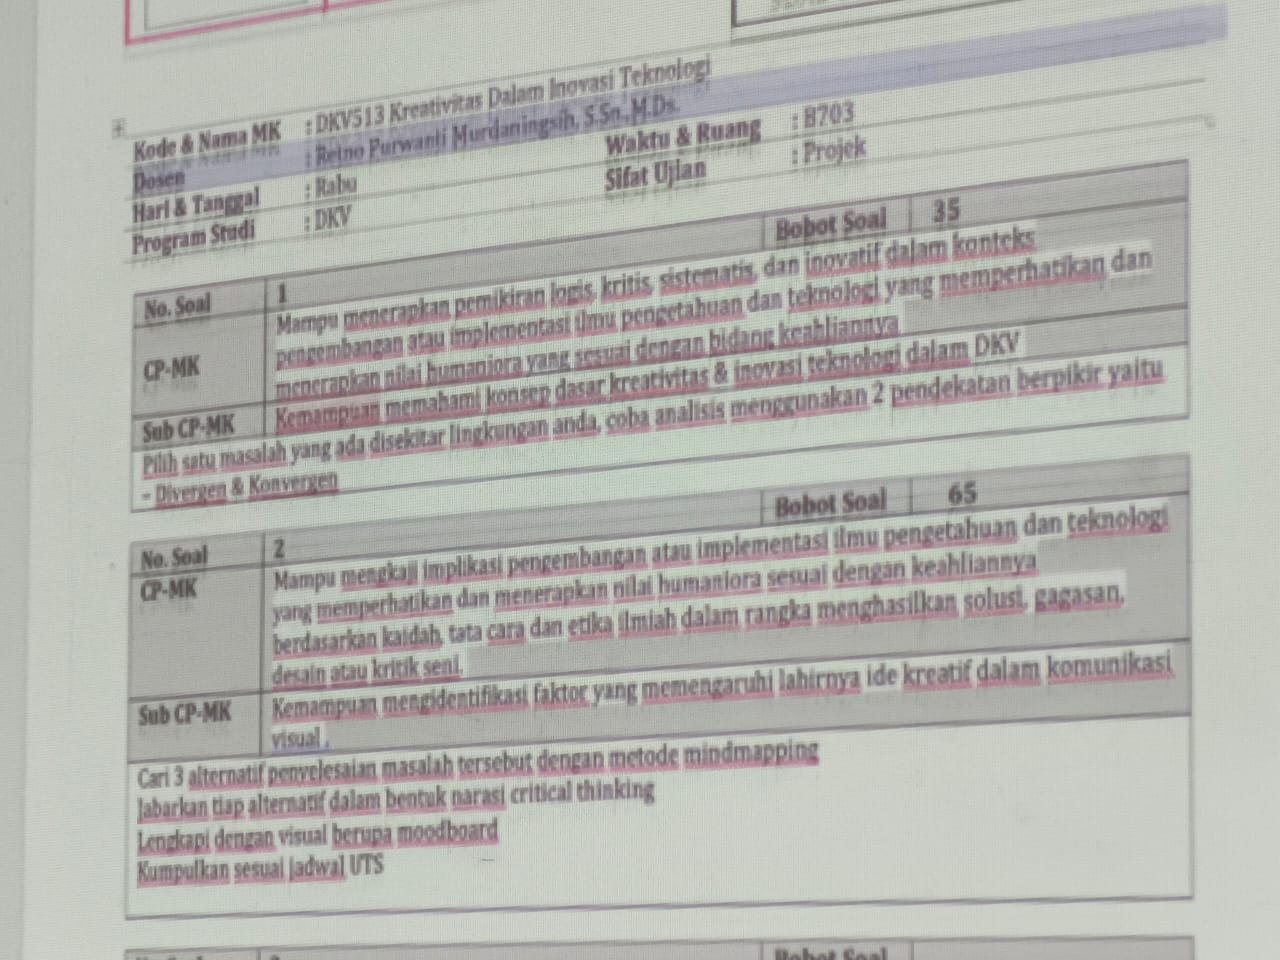 Kode & Nama MK : DKV513 Kreativitas Dalam Inovasi Teknologi
Dosen : Reino Purwanti Murdaningsih, S.Sn., M.Ds.
Hari & Tanggal : Rabu Waktu & Ruang : B703
Program Studi : DKV Sifat Ujian : Projek
No. Soal 1 Bobot Soal 35
CP-MK Mampu menerapkan pemikiran logis, kritis, sistematis, dan inovatif dalam konteks
pengembangan atau implementasi ilmu pengetahuan dan teknologi yang memperhatikan dan
menerapkan nilai humaniora yang sesuai dengan bidang keahliannya
Sub CP-MK Kemampuan memahami konsep dasar kreativitas & inovasi teknologi dalam DKV
Pilih satu masalah yang ada disekitar lingkungan anda, coba analisis menggunakan 2 pendekatan berpikir yaitu
- Divergen & Konvergen
No. Soal 2 Bobot Soal 65
CP-MK Mampu mengkaji implikasi pengembangan atau implementasi ilmu pengetahuan dan teknologi
yang memperhatikan dan menerapkan nilai humaniora sesuai dengan keahliannya
berdasarkan kaidah, tata cara dan etika ilmiah dalam rangka menghasilkan solusi, gagasan,
desain atau kritik seni.
Sub CP-MK Kemampuan mengidentifikasi faktor yang memengaruhi lahirnya ide kreatif dalam komunikasi
visual .
Cari 3 alternatif penyelesaian masalah tersebut dengan metode mindmapping
Jabarkan tiap alternatif dalam bentuk narasi critical thinking
Lengkapi dengan visual berupa moodboard
Kumpulkan sesuai jadwal UTS
Bobot Soal